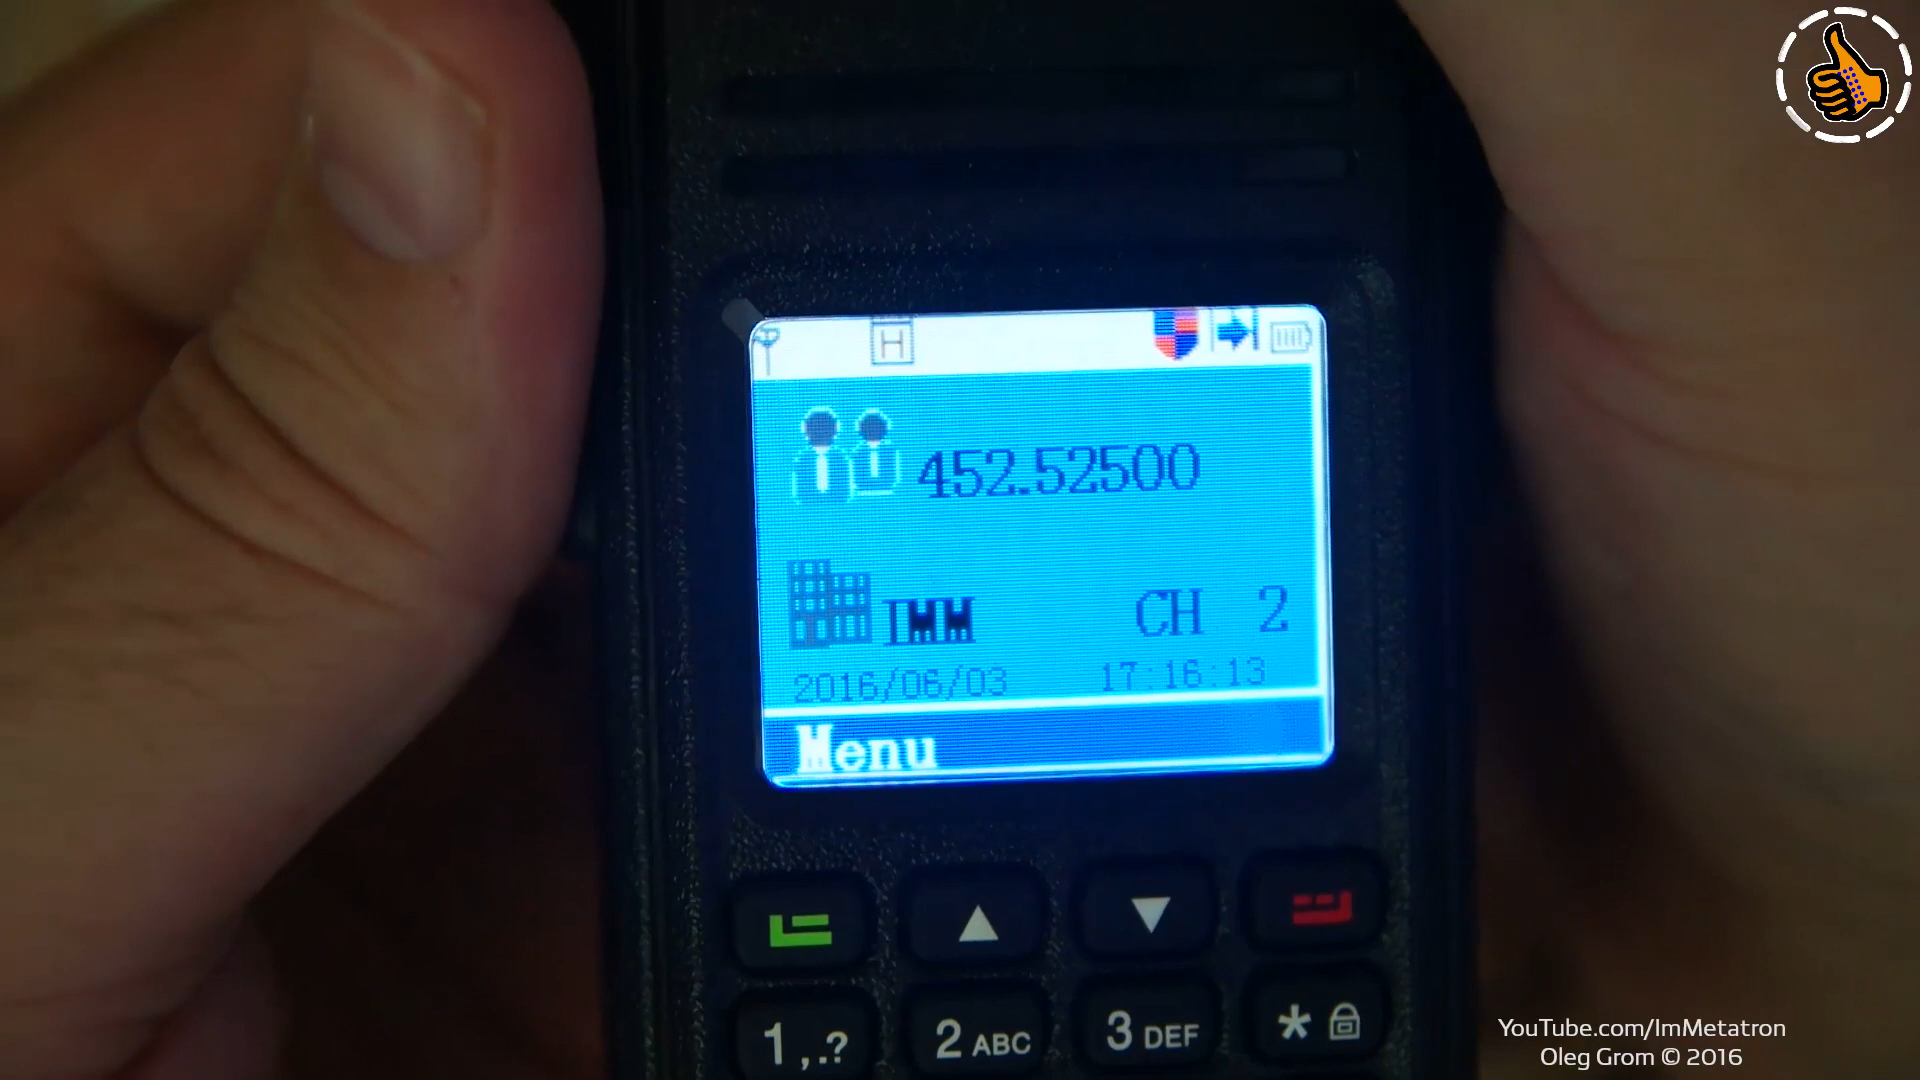 H
452.52500
IMM CH 2
2016/06/03 17:16:13
Menu
1,.? 2 ABC 3 DEF *
YouTube.com/ImMetatron
Oleg Grom © 2016